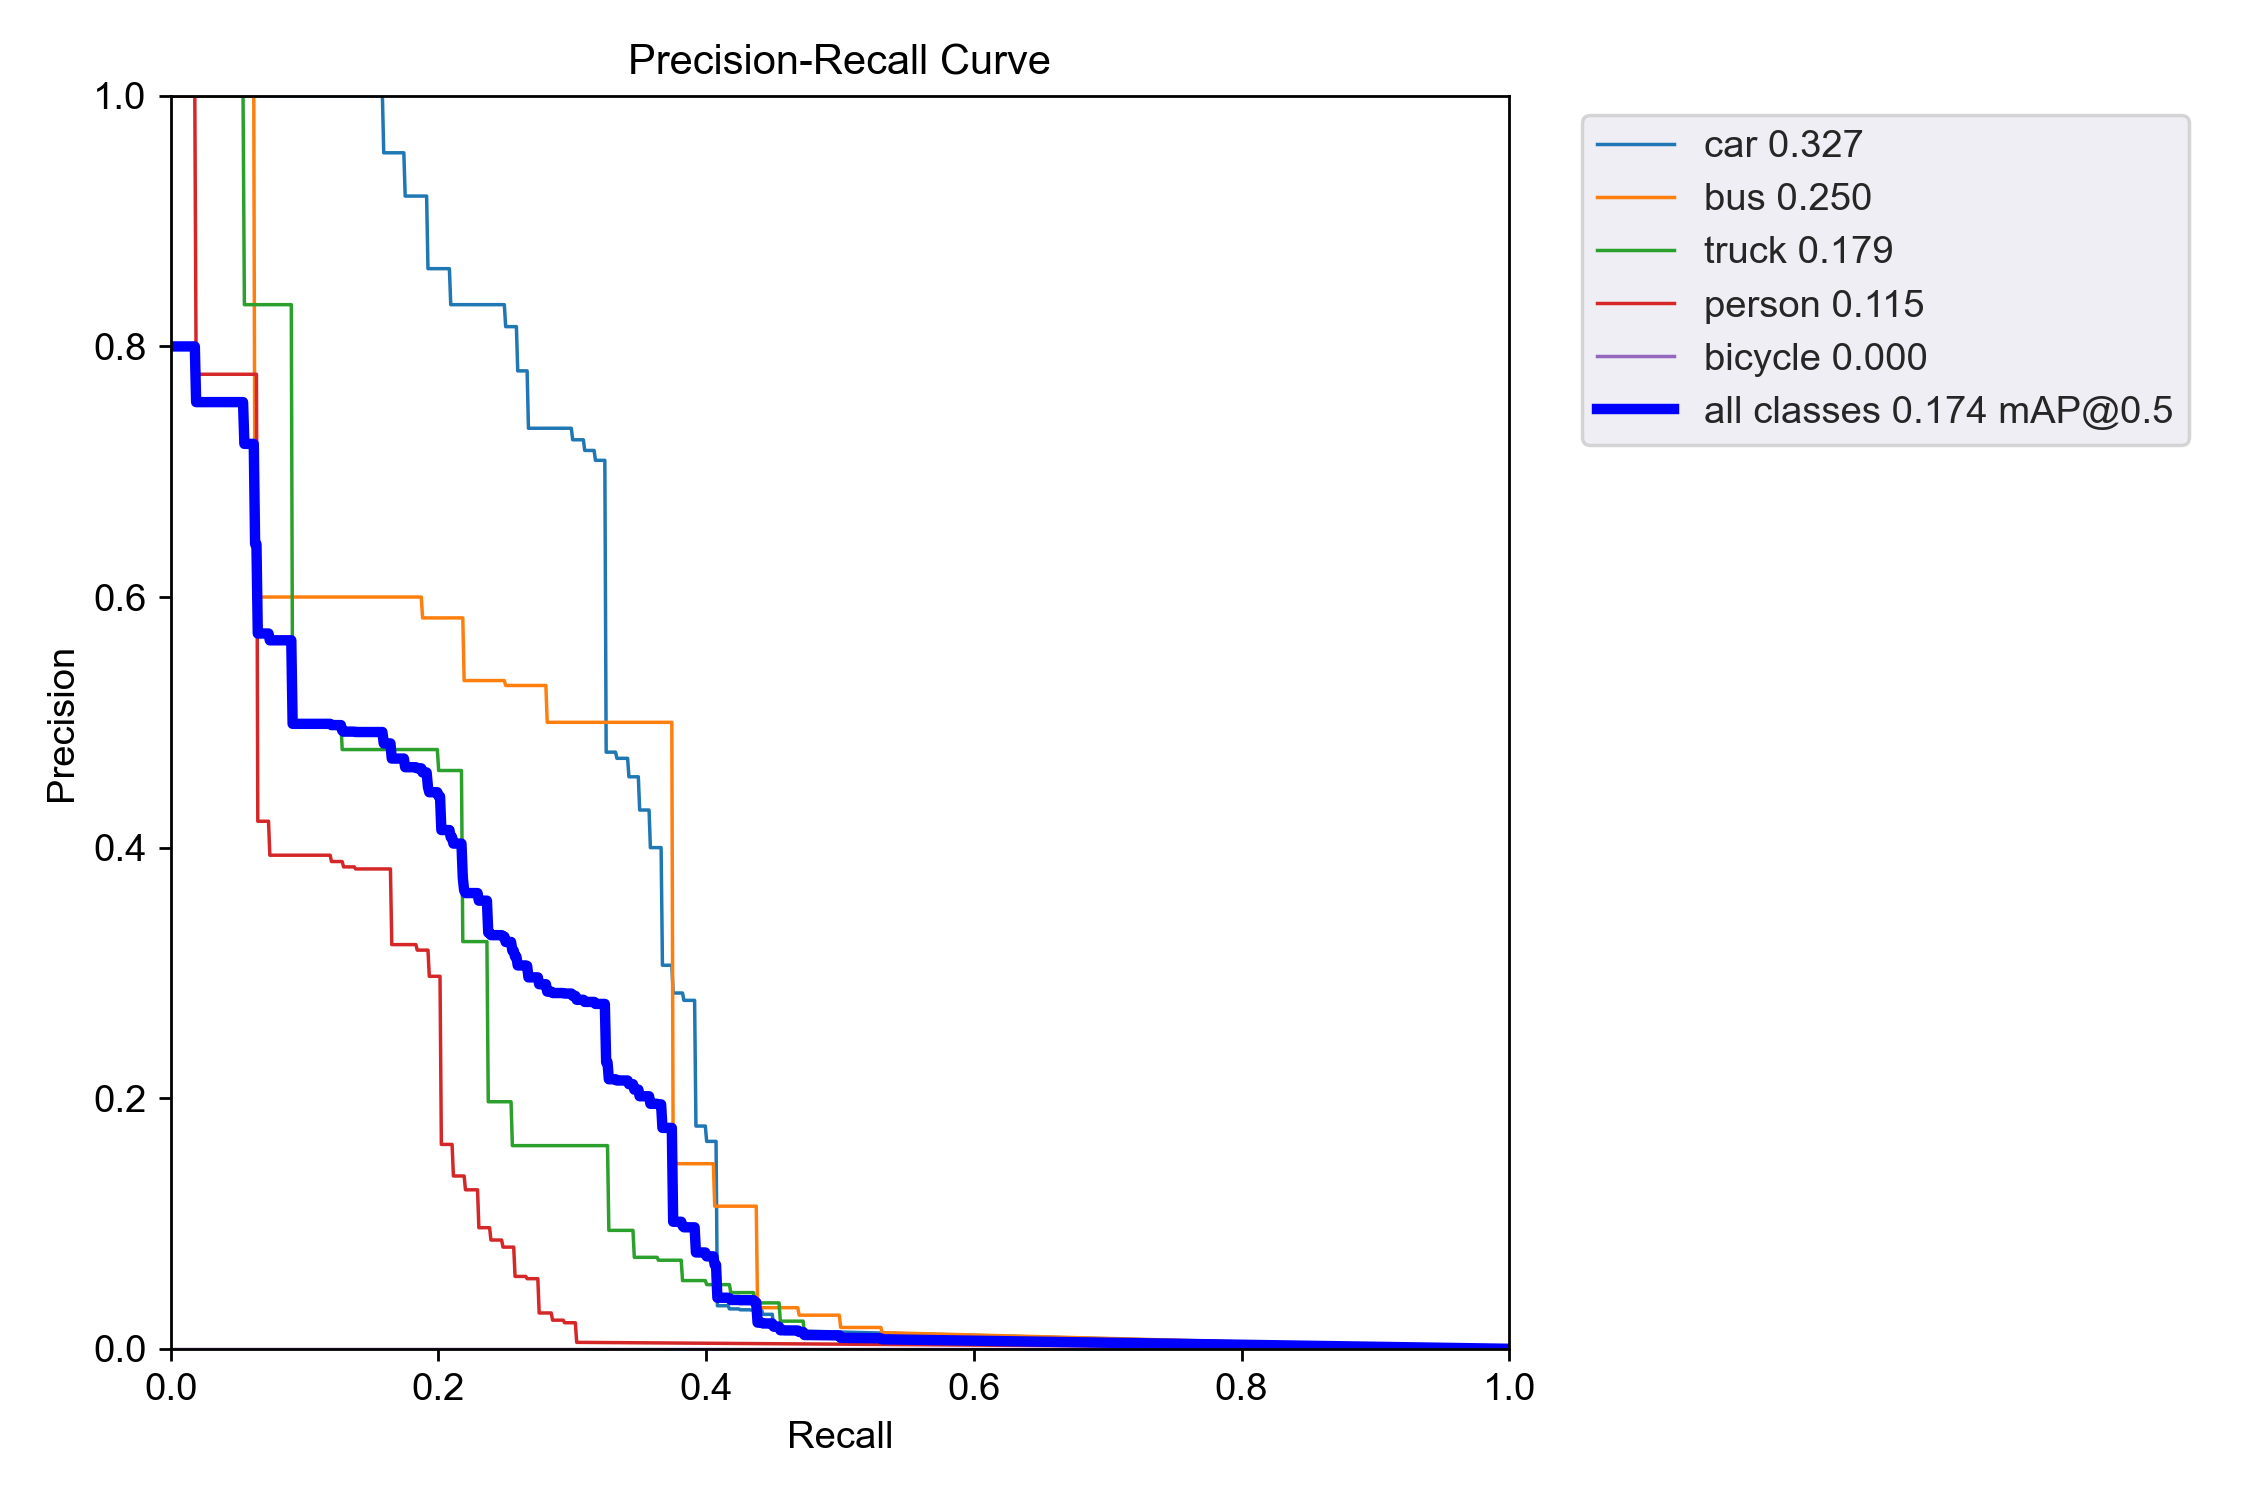 Precision-Recall Curve
1.0
0.8
0.6
0.4
0.2
0.0
Precision
0.0 0.2 0.4 0.6 0.8 1.0
Recall
car 0.327
bus 0.250
truck 0.179
person 0.115
bicycle 0.000
all classes 0.174 mAP@0.5